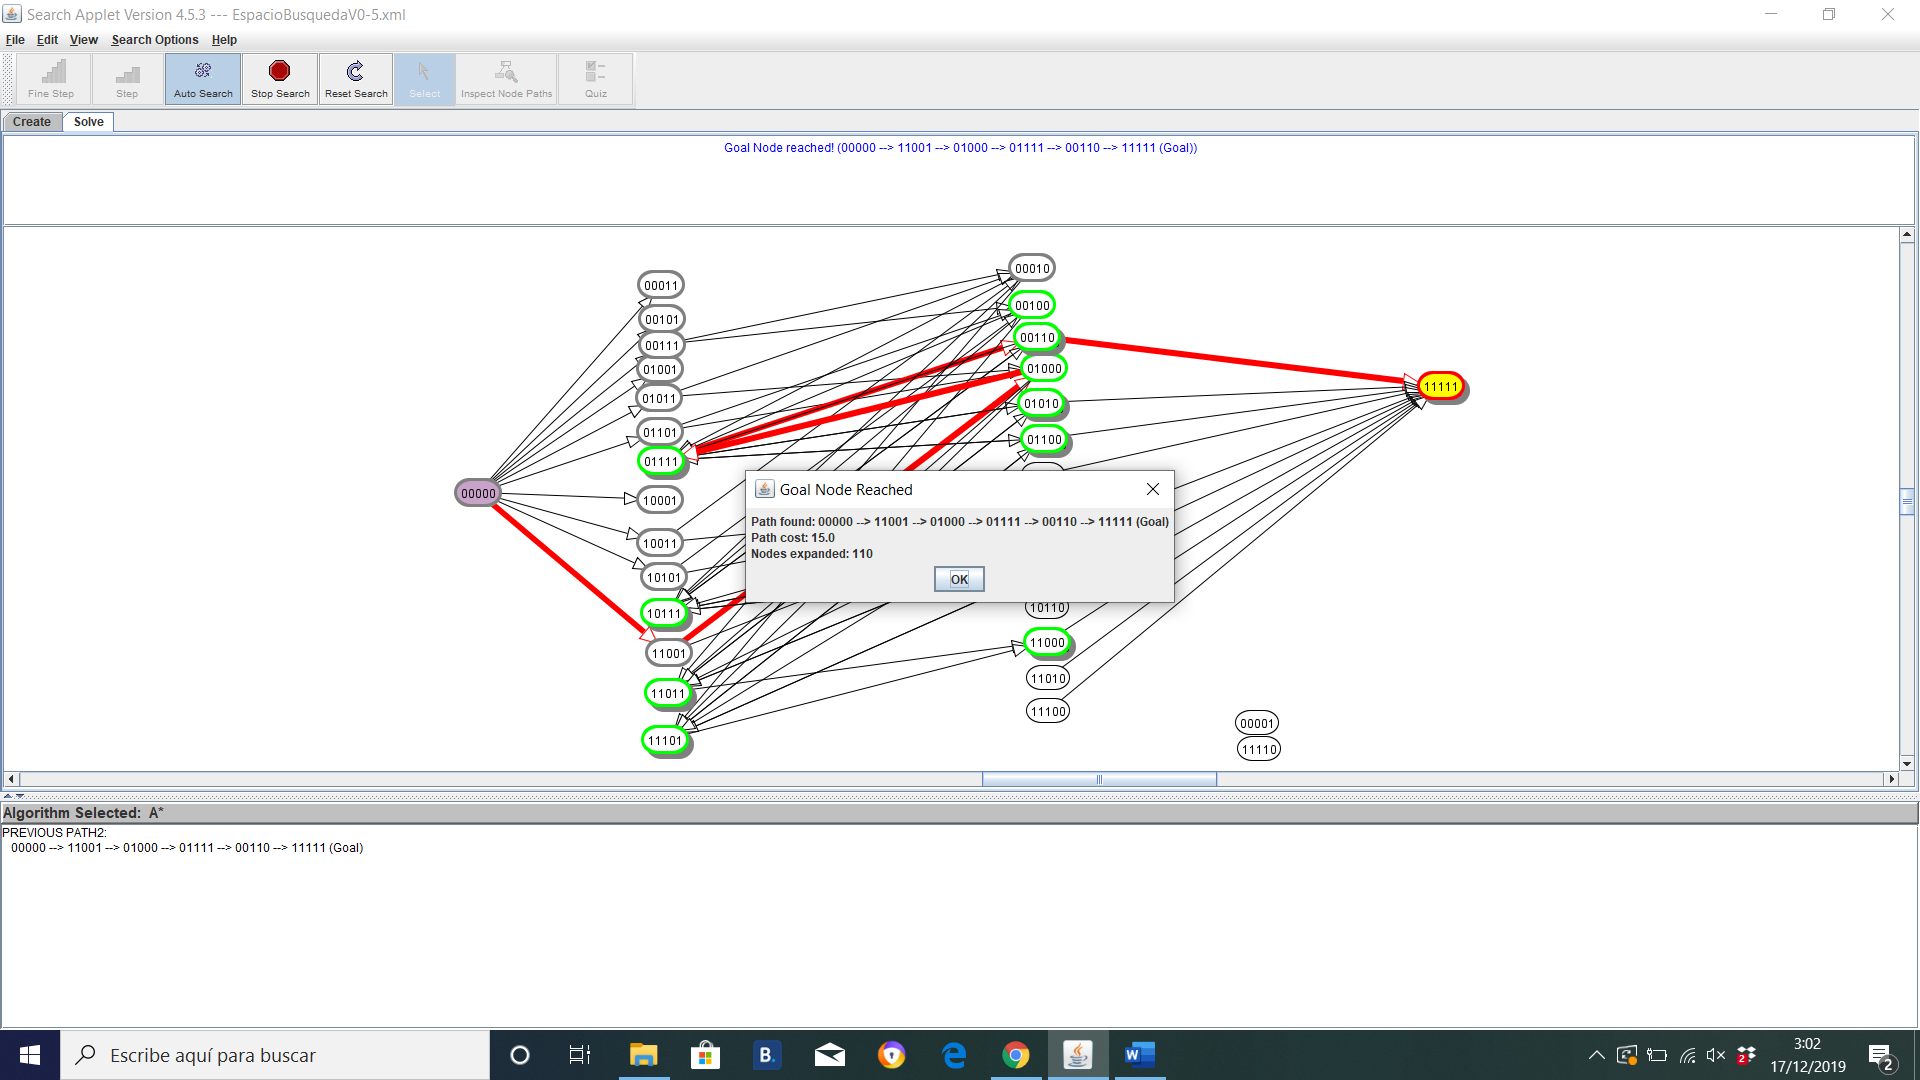 Search Applet Version 4.5.3 --- EspacioBusquedaV0-5.xml
File Edit View Search Options Help
Fine Step
Step
Auto Search
Stop Search
Reset Search
Select
Inspect Node Paths
Quiz
Create
Solve
Goal Node reached! (00000 --> 11001 --> 01000 --> 01111 --> 00110 --> 11111 (Goal))
00000
00011
00101
00111
01001
01011
01101
01111
10001
10011
10101
10111
11001
11011
11101
00010
00100
00110
01000
01010
01100
10110
11000
11010
11100
11111
00001
11110
Goal Node Reached
Path found: 00000 --> 11001 --> 01000 --> 01111 --> 00110 --> 11111 (Goal)
Path cost: 15.0
Nodes expanded: 110
OK
Algorithm Selected: A*
PREVIOUS PATH2:
00000 --> 11001 --> 01000 --> 01111 --> 00110 --> 11111 (Goal)
Escribe aquí para buscar
B.
W
2
3:02
17/12/2019
2